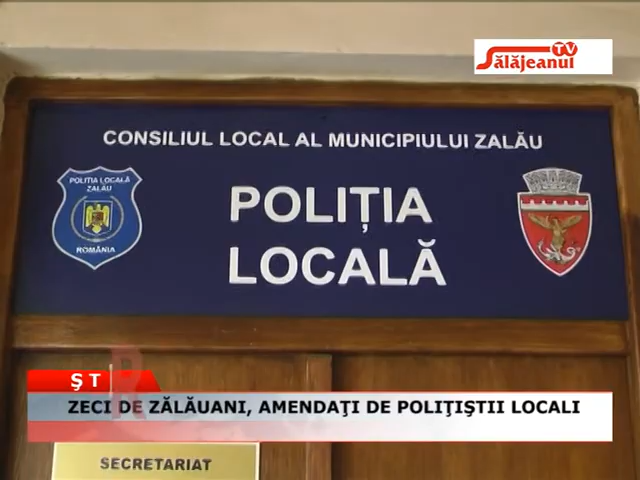 Sălăjeanul TV
CONSILIUL LOCAL AL MUNICIPIULUI ZALĂU
POLIȚIA LOCALĂ
ZALĂU
ROMÂNIA
POLIȚIA
LOCALĂ
ŞT R
ZECI DE ZĂLĂUANI, AMENDAŢI DE POLIŢIŞTII LOCALI
SECRETARIAT